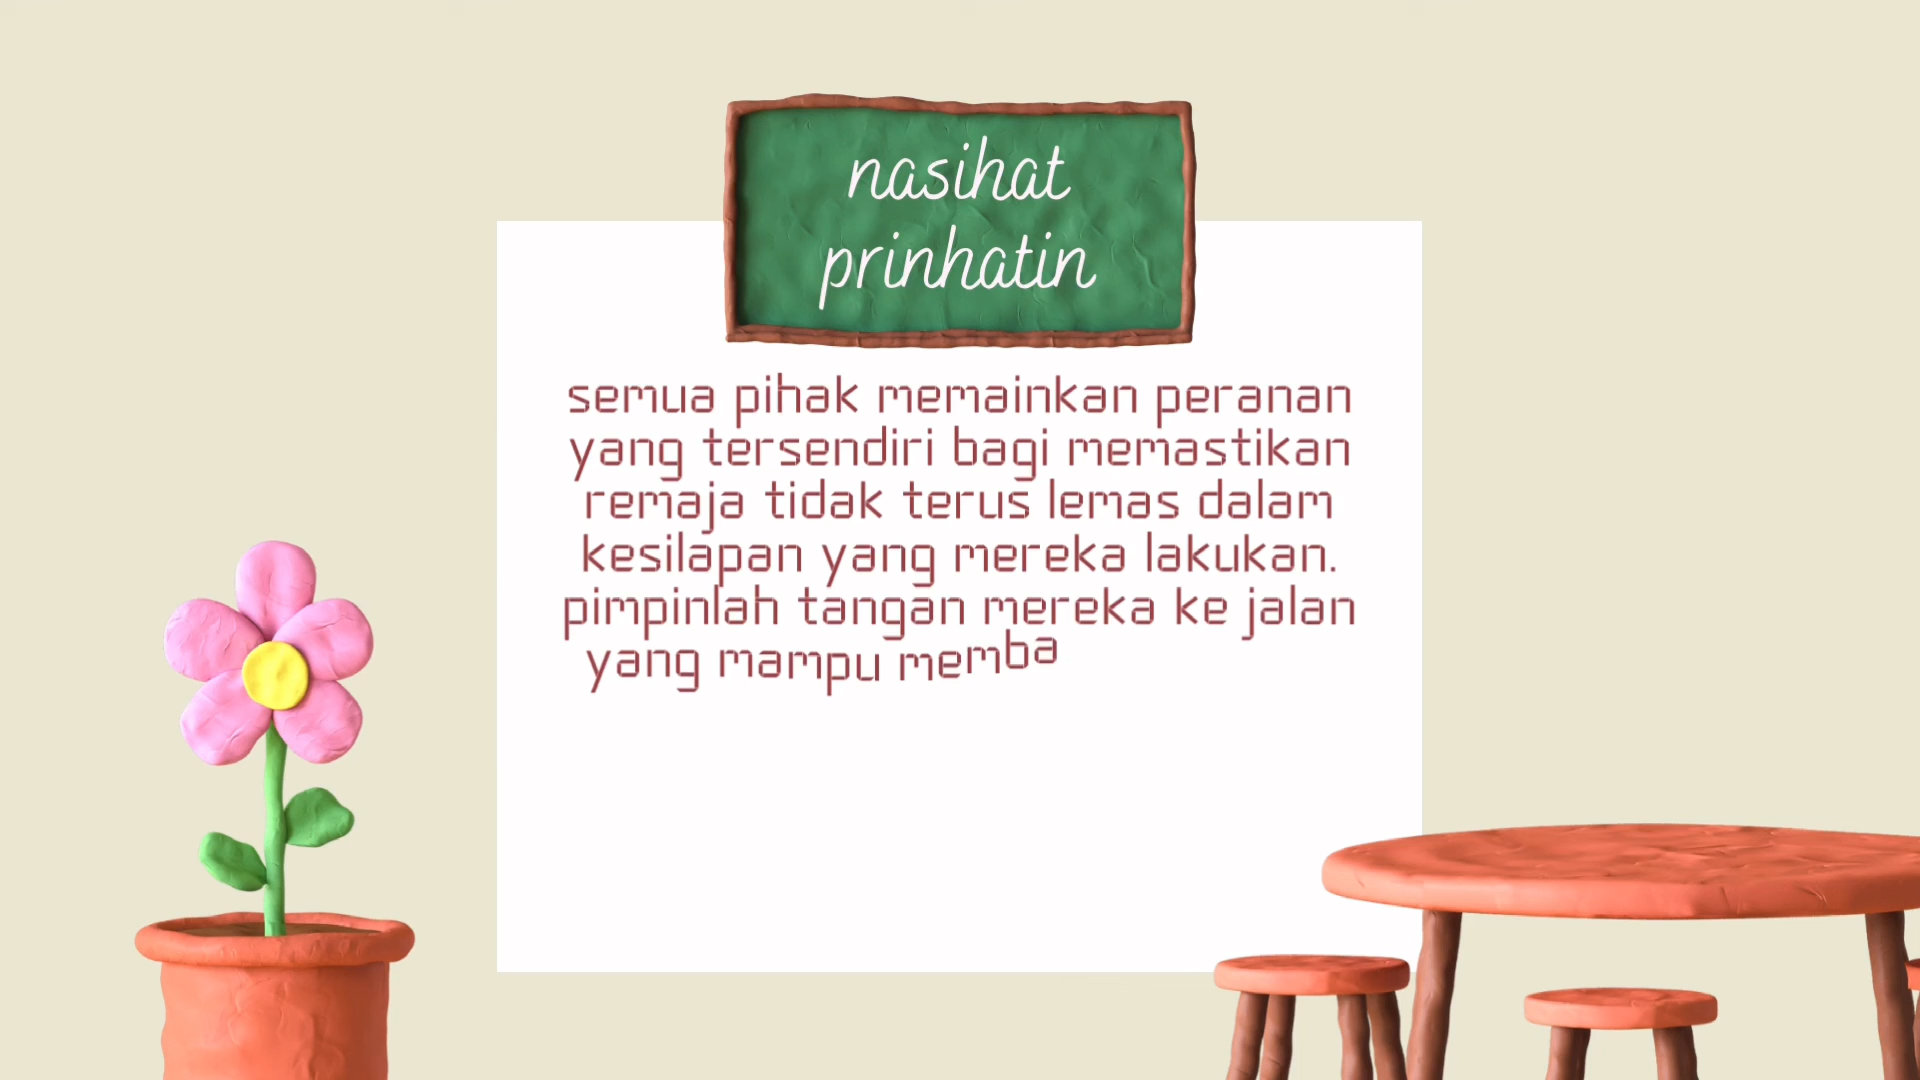 nasihat
prinhatin
semua pihak memainkan peranan
yang tersendiri bagi memastikan
remaja tidak terus lemas dalam
kesilapan yang mereka lakukan.
pimpinlah tangan mereka ke jalan
yang mampu memba